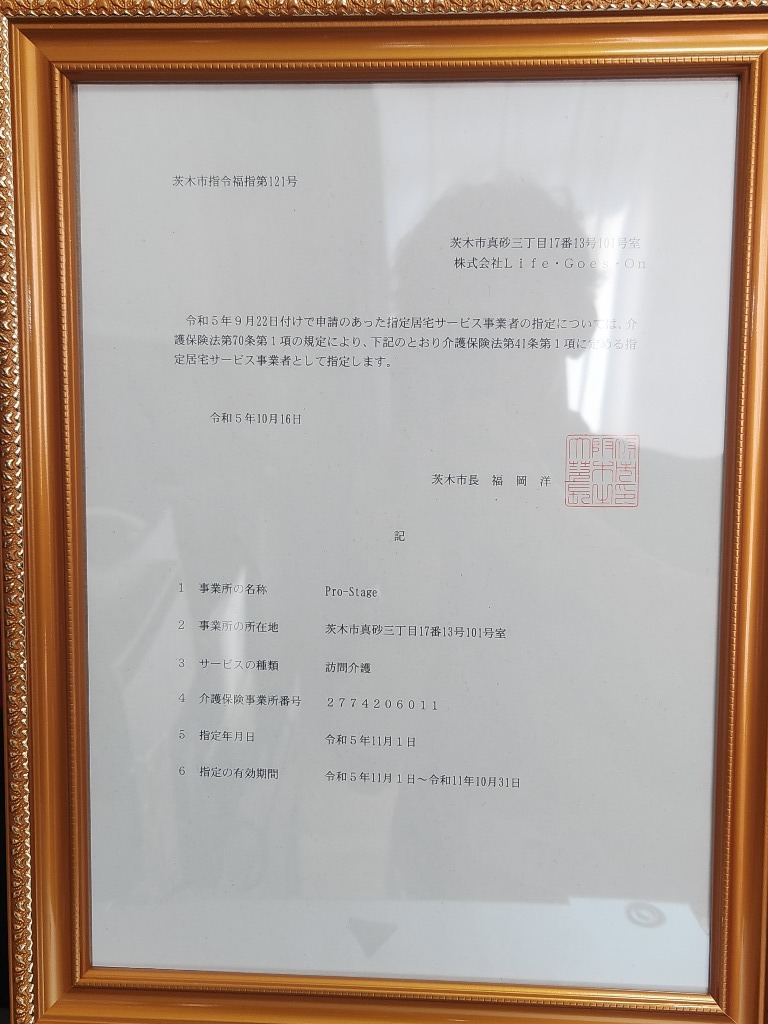 茨木市指令福指第121号
茨木市真砂三丁目17番13号101号室
株式会社Ｌｉｆｅ・Ｇｏｅｓ・Ｏｎ
令和５年９月22日付けで申請のあった指定居宅サービス事業者の指定については、介
護保険法第70条第１項の規定により、下記のとおり介護保険法第41条第１項に定める指
定居宅サービス事業者として指定します。
令和５年10月16日
茨木市長　福　岡　洋
記
１　事業所の名称　Pro-Stage
２　事業所の所在地　茨木市真砂三丁目17番13号101号室
３　サービスの種類　訪問介護
４　介護保険事業所番号　２７７４２０６０１１
５　指定年月日　令和５年11月１日
６　指定の有効期間　令和５年11月１日～令和11年10月31日